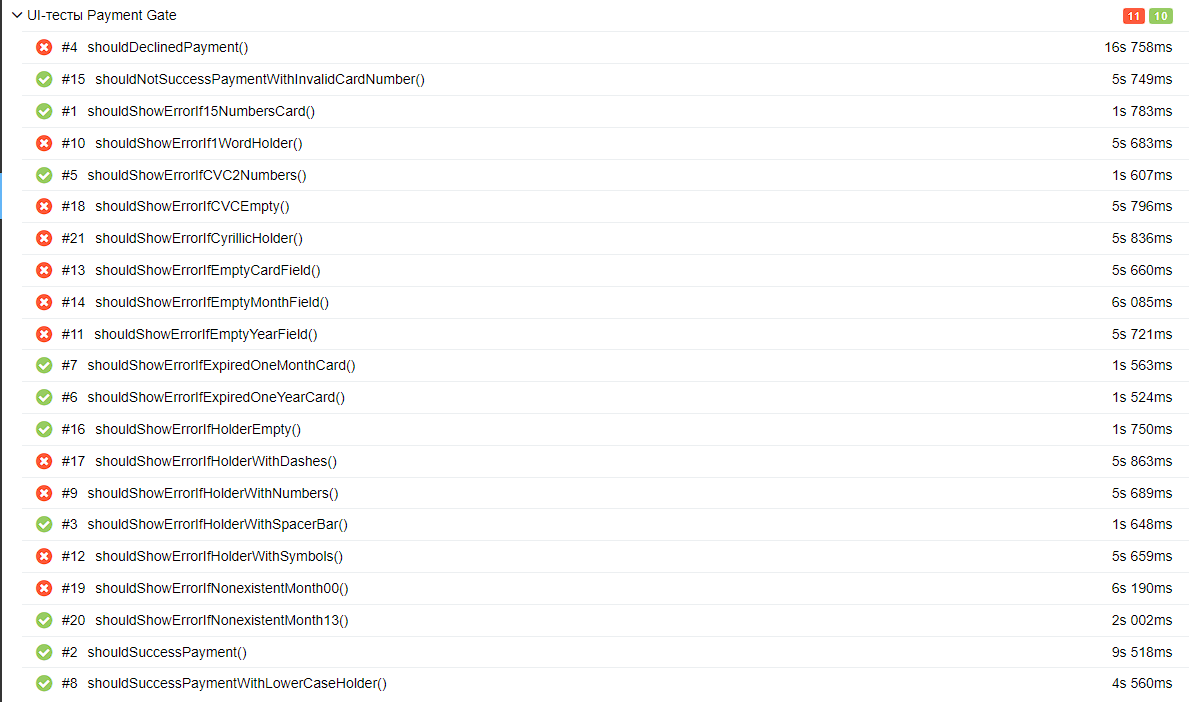 UI-тесты Payment Gate 11 10
#4 shouldDeclinedPayment() 16s 758ms
#15 shouldNotSuccessPaymentWithInvalidCardNumber() 5s 749ms
#1 shouldShowErrorIf15NumbersCard() 1s 783ms
#10 shouldShowErrorIf1WordHolder() 5s 683ms
#5 shouldShowErrorIfCVC2Numbers() 1s 607ms
#18 shouldShowErrorIfCVCEmpty() 5s 796ms
#21 shouldShowErrorIfCyrillicHolder() 5s 836ms
#13 shouldShowErrorIfEmptyCardField() 5s 660ms
#14 shouldShowErrorIfEmptyMonthField() 6s 085ms
#11 shouldShowErrorIfEmptyYearField() 5s 721ms
#7 shouldShowErrorIfExpiredOneMonthCard() 1s 563ms
#6 shouldShowErrorIfExpiredOneYearCard() 1s 524ms
#16 shouldShowErrorIfHolderEmpty() 1s 750ms
#17 shouldShowErrorIfHolderWithDashes() 5s 863ms
#9 shouldShowErrorIfHolderWithNumbers() 5s 689ms
#3 shouldShowErrorIfHolderWithSpacerBar() 1s 648ms
#12 shouldShowErrorIfHolderWithSymbols() 5s 659ms
#19 shouldShowErrorIfNonexistentMonth00() 6s 190ms
#20 shouldShowErrorIfNonexistentMonth13() 2s 002ms
#2 shouldSuccessPayment() 9s 518ms
#8 shouldSuccessPaymentWithLowerCaseHolder() 4s 560ms